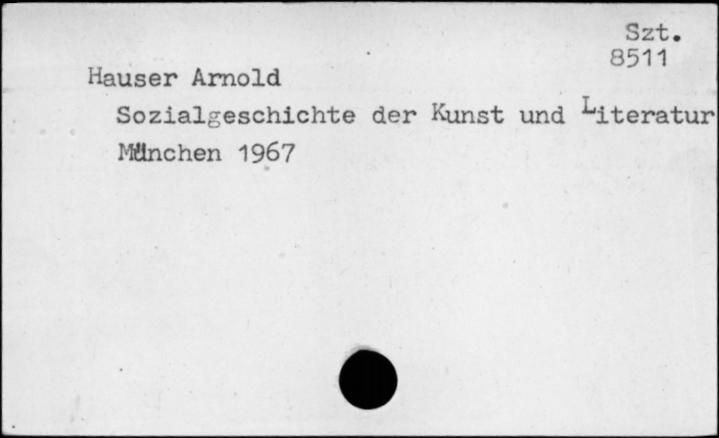 Szt.
8511
Hauser Arnold
Sozialgeschichte der Kunst und Literatur
München 1967